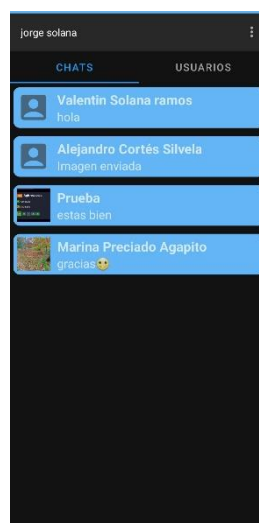 jorge solana
CHATS
USUARIOS
Valentin Solana ramos
hola
Alejandro Cortés Silvela
Imagen enviada
Prueba
estas bien
Marina Preciado Agapito
gracias🙂